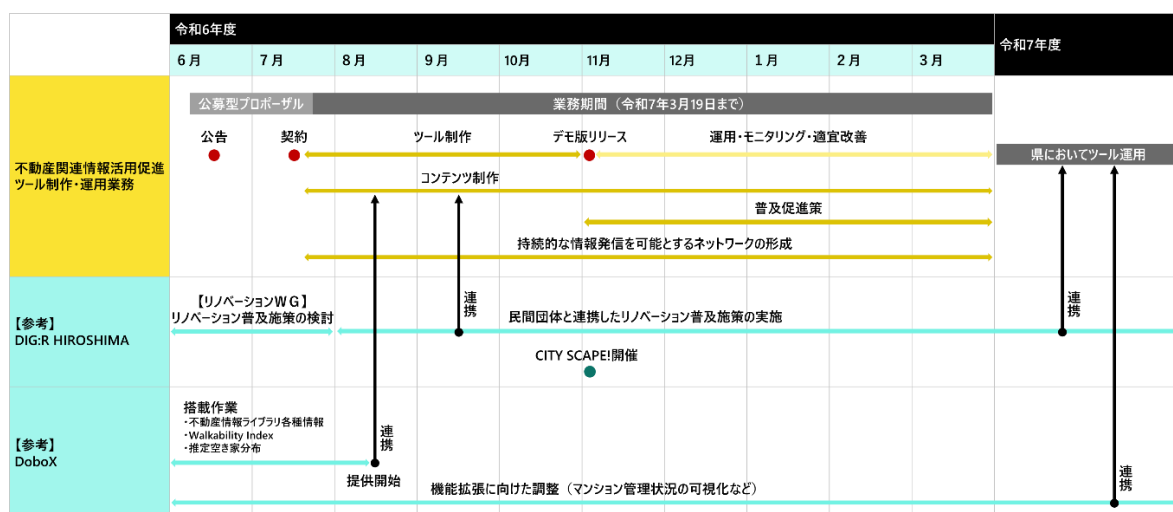 令和6年度
令和7年度
6月 7月 8月 9月 10月 11月 12月 1月 2月 3月
公募型プロポーザル
業務期間（令和7年3月19日まで）
不動産関連情報活用促進
ツール制作・運用業務
公告
契約
ツール制作
デモ版リリース
運用・モニタリング・適宜改善
県においてツール運用
コンテンツ制作
普及促進策
持続的な情報発信を可能とするネットワークの形成
【参考】
DIG:R HIROSHIMA
【リノベーションＷＧ】
リノベーション普及施策の検討
連携
民間団体と連携したリノベーション普及施策の実施
連携
CITY SCAPE!開催
【参考】
DoboX
搭載作業
・不動産情報ライブラリ各種情報
・Walkability Index
・推定空き家分布
連携
提供開始
機能拡張に向けた調整（マンション管理状況の可視化など）
連携